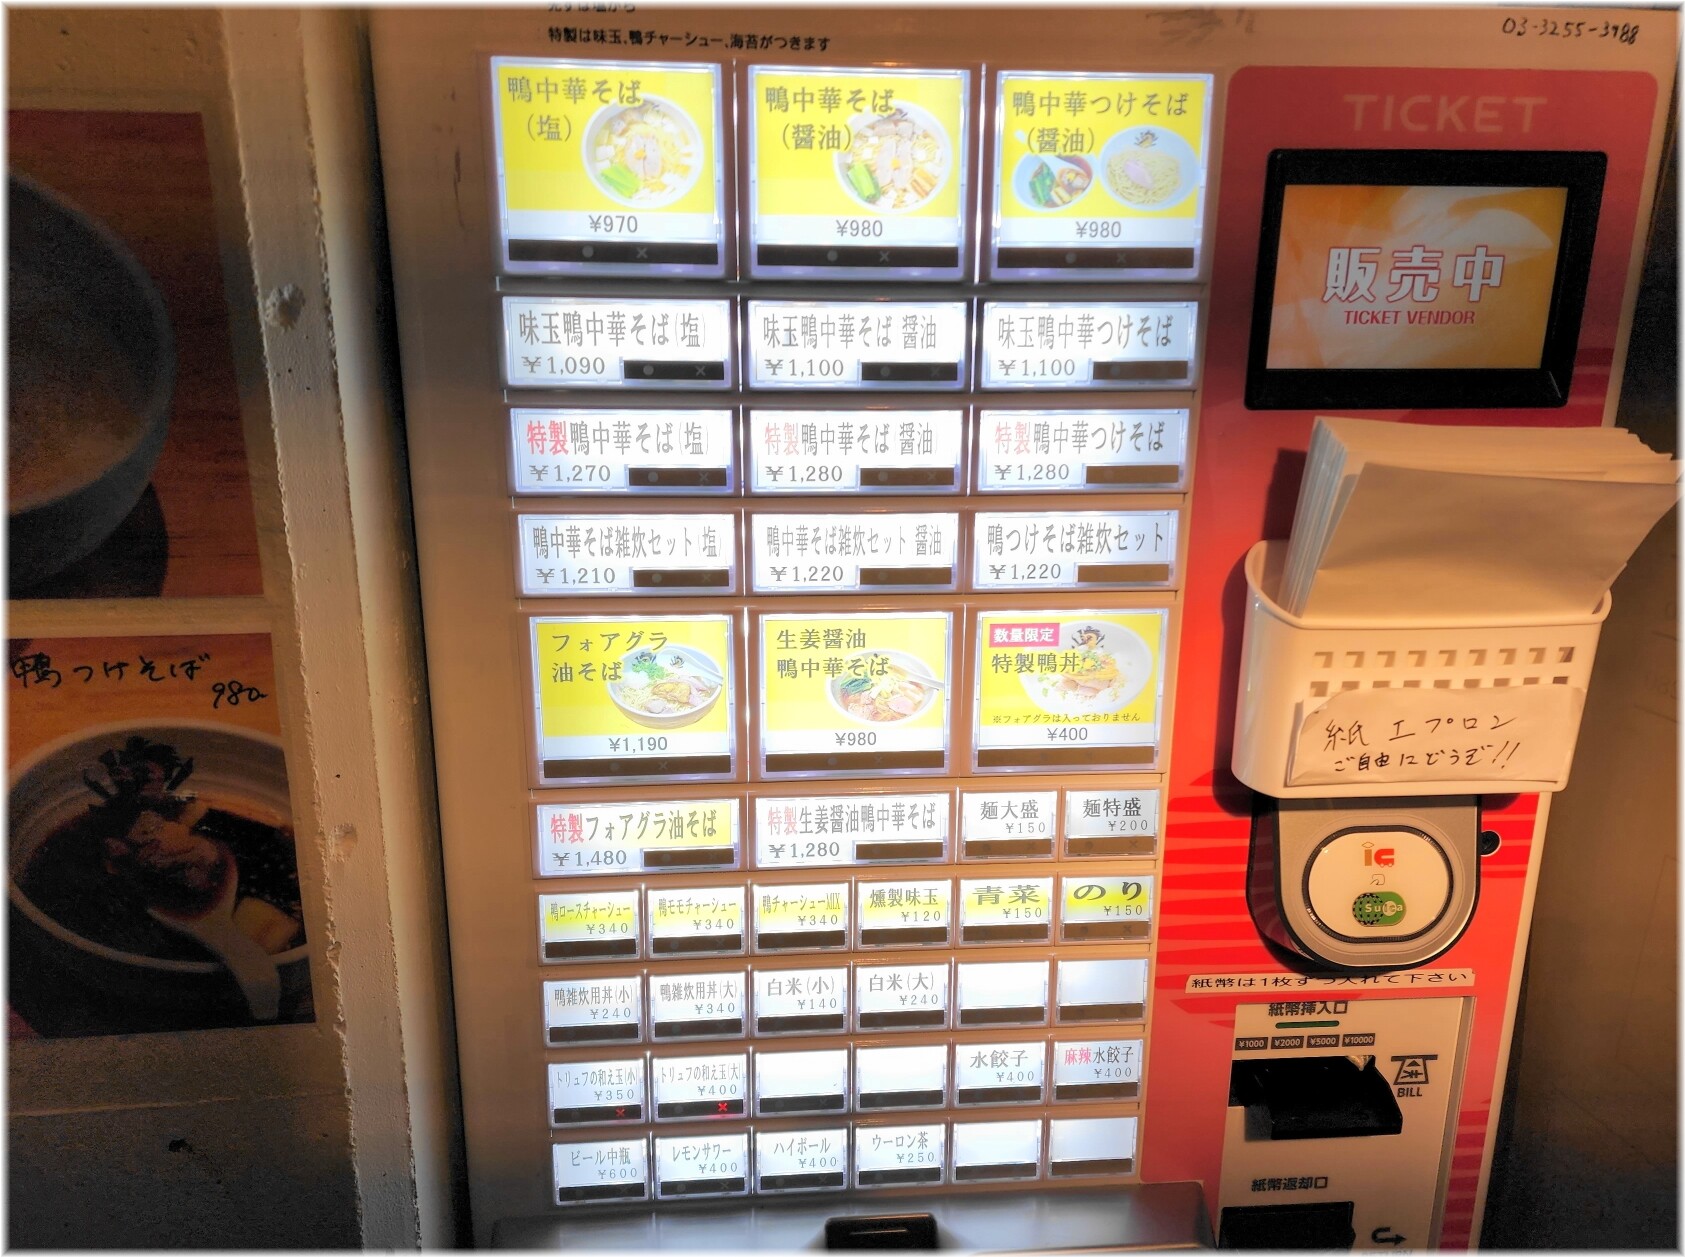 特製は味玉、鴨チャーシュー、海苔がつきます
03-3255-3988
鴨中華そば
（塩）
¥970
鴨中華そば
（醤油）
¥980
鴨中華つけそば
（醤油）
¥980
味玉鴨中華そば(塩)
¥1,090
味玉鴨中華そば 醤油
¥1,100
味玉鴨中華つけそば
¥1,100
特製鴨中華そば(塩)
¥1,270
特製鴨中華そば 醤油
¥1,280
特製鴨中華つけそば
¥1,280
鴨中華そば雑炊セット(塩)
¥1,210
鴨中華そば雑炊セット 醤油
¥1,220
鴨つけそば雑炊セット
¥1,220
フォアグラ
油そば
¥1,190
生姜醤油
鴨中華そば
¥980
数量限定
特製鴨丼
※フォアグラは入っておりません
¥400
特製フォアグラ油そば
¥1,480
特製生姜醤油鴨中華そば
¥1,280
麺大盛
¥150
麺特盛
¥200
鴨ロースチャーシュー
¥340
鴨モモチャーシュー
¥340
鴨チャーシューMIX
¥340
燻製味玉
¥120
青菜
¥150
のり
¥150
鴨雑炊用丼(小)
¥240
鴨雑炊用丼(大)
¥340
白米(小)
¥140
白米(大)
¥240
トリュフの和え玉(小)
¥350
トリュフの和え玉(大)
¥400
水餃子
¥400
麻辣水餃子
¥400
ビール中瓶
¥600
レモンサワー
¥400
ハイボール
¥400
ウーロン茶
¥250
TICKET
販売中
TICKET VENDOR
紙エプロン
ご自由にどうぞ!!
Suica
紙幣は1枚ずつ入れて下さい
紙幣挿入口
¥1000 ¥2000 ¥5000 ¥10000
BILL
紙幣返却口
鴨つけそば
980-